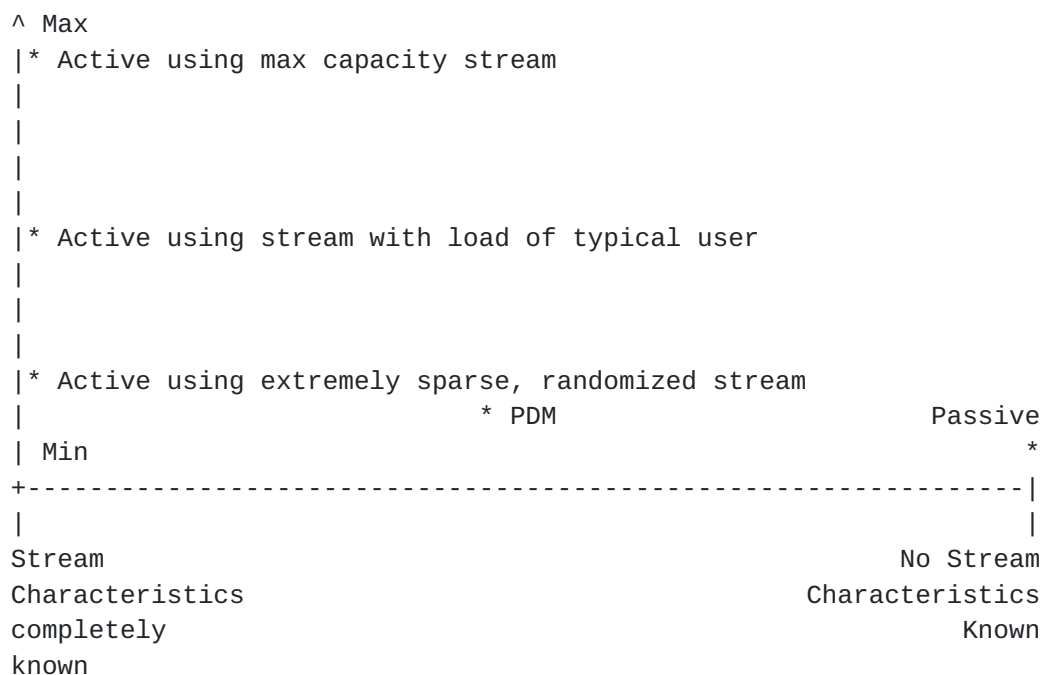 ^ Max
|* Active using max capacity stream
|
|
|
|
|* Active using stream with load of typical user
|
|
|
|* Active using extremely sparse, randomized stream
|                             * PDM                        Passive
| Min                                                            *
+----------------------------------------------------------------|
|                                                                |
Stream                                                   No Stream
Characteristics                                    Characteristics
completely                                                   Known
known